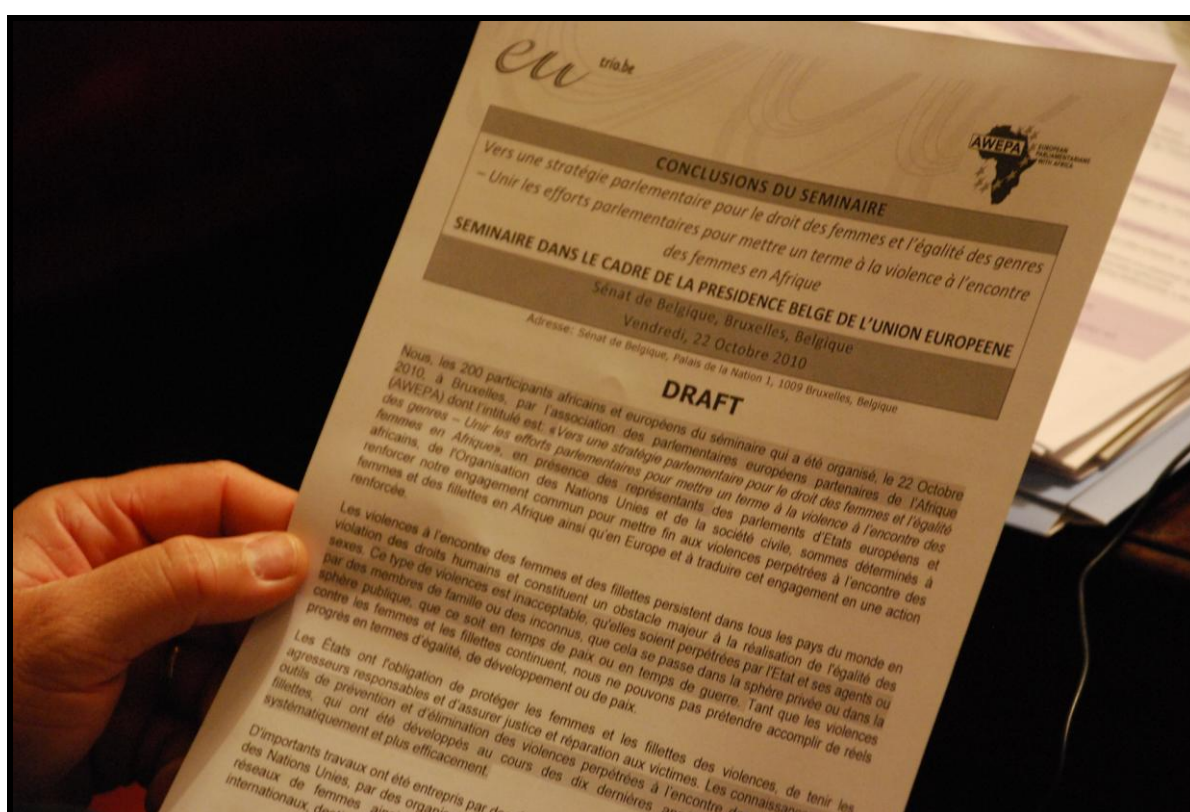 eu trio.be
AWEPA EUROPEAN
PARLIAMENTARIANS
WITH AFRICA
CONCLUSIONS DU SEMINAIRE
Vers une stratégie parlementaire pour le droit des femmes et l'égalité des genres
– Unir les efforts parlementaires pour mettre un terme à la violence à l'encontre
des femmes en Afrique
SEMINAIRE DANS LE CADRE DE LA PRESIDENCE BELGE DE L'UNION EUROPEENE
Sénat de Belgique, Bruxelles, Belgique
Vendredi, 22 Octobre 2010
Adresse: Sénat de Belgique, Palais de la Nation 1, 1009 Bruxelles, Belgique
DRAFT
Nous, les 200 participants africains et européens du séminaire qui a été organisé, le 22 Octobre
2010, à Bruxelles, par l'association des parlementaires européens partenaires de l'Afrique
(AWEPA) dont l'intitulé est: «Vers une stratégie parlementaire pour le droit des femmes et l'égalité
des genres – Unir les efforts parlementaires pour mettre un terme à la violence à l'encontre des
femmes en Afrique», en présence des représentants des parlements d'Etats européens et
africains, de l'Organisation des Nations Unies et de la société civile, sommes déterminés à
renforcer notre engagement commun pour mettre fin aux violences perpétrées à l'encontre des
femmes et des fillettes en Afrique ainsi qu'en Europe et à traduire cet engagement en une action
renforcée.
Les violences à l'encontre des femmes et des fillettes persistent dans tous les pays du monde en
violation des droits humains et constituent un obstacle majeur à la réalisation de l'égalité des
sexes. Ce type de violences est inacceptable, qu'elles soient perpétrées par l'Etat et ses agents ou
par des membres de famille ou des inconnus, que cela se passe dans la sphère privée ou dans la
sphère publique, que ce soit en temps de paix ou en temps de guerre. Tant que les violences
contre les femmes et les fillettes continuent, nous ne pouvons pas prétendre accomplir de réels
progrès en termes d'égalité, de développement ou de paix.
Les États ont l'obligation de protéger les femmes et les fillettes des violences, de tenir les
agresseurs responsables et d'assurer justice et réparation aux victimes. Les connaissances
outils de prévention et d'élimination des violences perpétrées à l'encontre
fillettes, qui ont été développés au cours des dix dernières
systématiquement et plus efficacement.
D'importants travaux ont été entrepris par
des Nations Unies, par des
réseaux de femmes
internationaux,